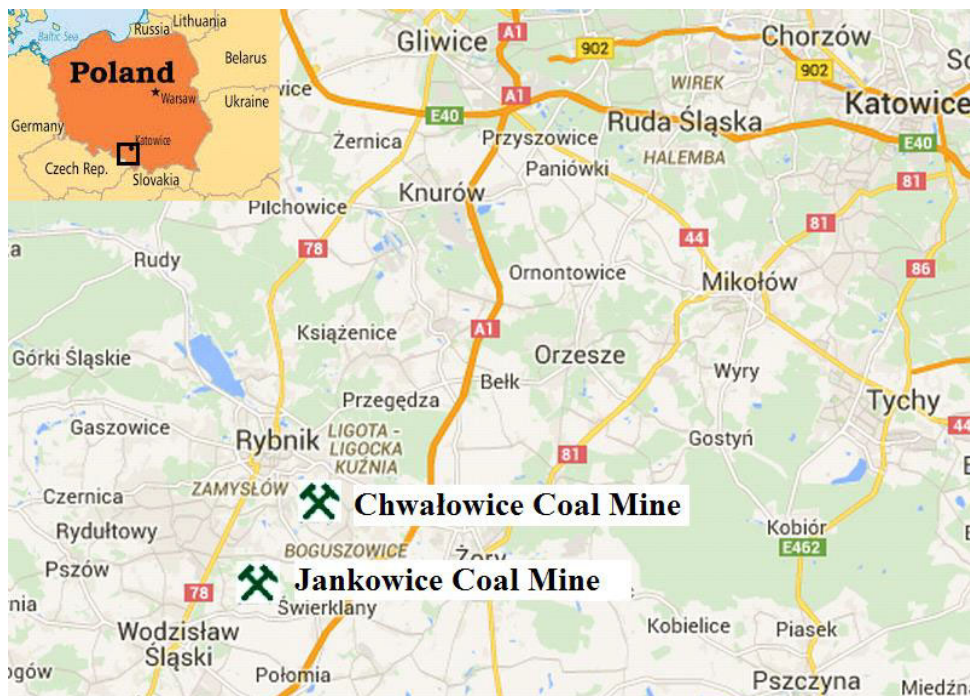 Baltic Sea
Russia
Lithuania
Poland
Belarus
Warsaw
Ukraine
Germany
Katowice
Czech Rep.
Slovakia
Gliwice
A1
902
Chorzów
902
WIREK
Katowice
A1
E40
Ruda Śląska
Żernica
Przyszowice
HALEMBA
E40
Paniówki
81
Knurów
Pilchowice
81
78
44
Rudy
86
Ornontowice
Mikołów
Książenice
A1
Górki Śląskie
Orzesze
Bełk
Wyry
Przegędza
Tychy
Gaszowice
Rybnik
LIGOTA -
LIGOCKA
KUŹNIA
44
Gostyń
81
ZAMYSŁÓW
Czernica
Chwałowice Coal Mine
Rydułtowy
Kobiór
BOGUSZOWICE
Żory
E462
Pszów
Jankowice Coal Mine
78
Świerklany
Wodzisław
Śląski
Kobielice
Piasek
Połomia
Pszczyna